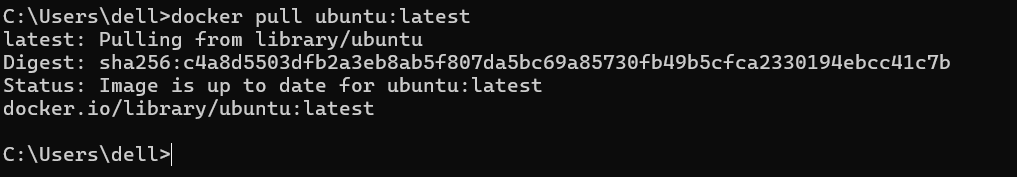 C:\Users\dell>docker pull ubuntu:latest
latest: Pulling from library/ubuntu
Digest: sha256:c4a8d5503dfb2a3eb8ab5f807da5bc69a85730fb49b5cfca2330194ebcc41c7b
Status: Image is up to date for ubuntu:latest
docker.io/library/ubuntu:latest
C:\Users\dell>